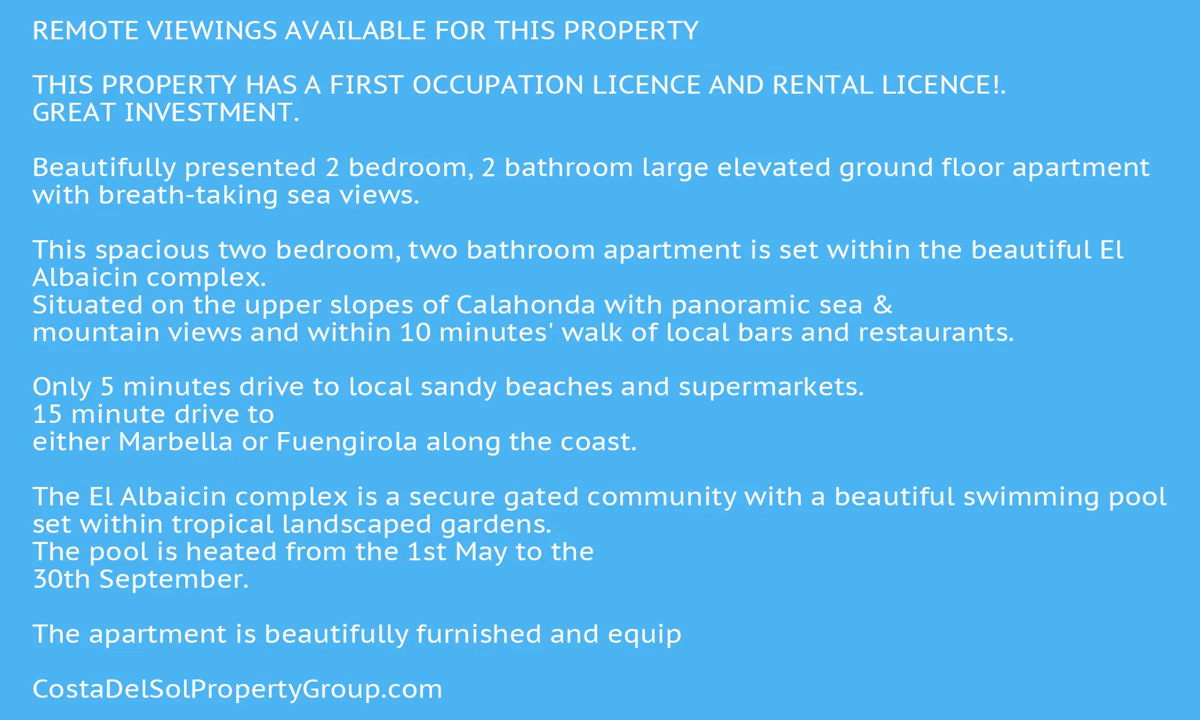 REMOTE VIEWINGS AVAILABLE FOR THIS PROPERTY
THIS PROPERTY HAS A FIRST OCCUPATION LICENCE AND RENTAL LICENCE!.
GREAT INVESTMENT.
Beautifully presented 2 bedroom, 2 bathroom large elevated ground floor apartment
with breath-taking sea views.
This spacious two bedroom, two bathroom apartment is set within the beautiful El
Albaicin complex.
Situated on the upper slopes of Calahonda with panoramic sea &
mountain views and within 10 minutes' walk of local bars and restaurants.
Only 5 minutes drive to local sandy beaches and supermarkets.
15 minute drive to
either Marbella or Fuengirola along the coast.
The El Albaicin complex is a secure gated community with a beautiful swimming pool
set within tropical landscaped gardens.
The pool is heated from the 1st May to the
30th September.
The apartment is beautifully furnished and equip
CostaDelSolPropertyGroup.com